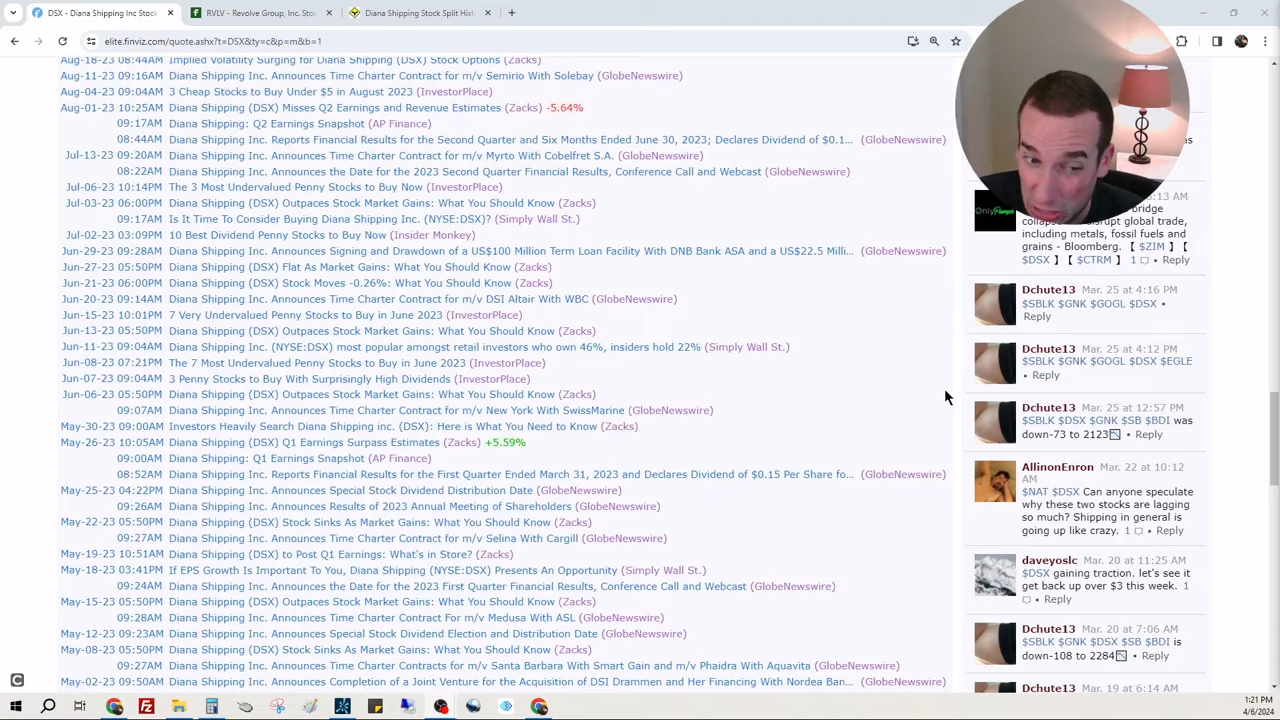 DSX - Diana Shipping Inc Stoc
RVLV - Revolve Group, Inc. Stoc
Diana Shipping Stock Split Hist
elite.finviz.com/quote.ashx?t=DSX&ty=c&p=m&b=1
Aug-18-23 08:44AM Implied Volatility Surging for Diana Shipping (DSX) Stock Options (Zacks)
Aug-11-23 09:16AM Diana Shipping Inc. Announces Time Charter Contract for m/v Semirio With Solebay (GlobeNewswire)
Aug-04-23 09:04AM 3 Cheap Stocks to Buy Under $5 in August 2023 (InvestorPlace)
Aug-01-23 10:25AM Diana Shipping (DSX) Misses Q2 Earnings and Revenue Estimates (Zacks) -5.64%
09:17AM Diana Shipping: Q2 Earnings Snapshot (AP Finance)
08:44AM Diana Shipping Inc. Reports Financial Results for the Second Quarter and Six Months Ended June 30, 2023; Declares Dividend of $0.1... (GlobeNewswire)
Jul-13-23 09:20AM Diana Shipping Inc. Announces Time Charter Contract for m/v Myrto With Cobelfret S.A. (GlobeNewswire)
08:22AM Diana Shipping Inc. Announces the Date for the 2023 Second Quarter Financial Results, Conference Call and Webcast (GlobeNewswire)
Jul-06-23 10:14PM The 3 Most Undervalued Penny Stocks to Buy Now (InvestorPlace)
Jul-03-23 06:00PM Diana Shipping (DSX) Outpaces Stock Market Gains: What You Should Know (Zacks)
09:17AM Is It Time To Consider Buying Diana Shipping Inc. (NYSE:DSX)? (Simply Wall St.)
Jul-02-23 03:09PM 10 Best Dividend Penny Stocks to Buy Now (Insider Monkey)
Jun-29-23 09:28AM Diana Shipping Inc. Announces Signing and Drawdown of a US$100 Million Term Loan Facility With DNB Bank ASA and a US$22.5 Milli... (GlobeNewswire)
Jun-27-23 05:50PM Diana Shipping (DSX) Flat As Market Gains: What You Should Know (Zacks)
Jun-21-23 06:00PM Diana Shipping (DSX) Stock Moves -0.26%: What You Should Know (Zacks)
Jun-20-23 09:14AM Diana Shipping Inc. Announces Time Charter Contract for m/v DSI Altair With WBC (GlobeNewswire)
Jun-15-23 10:01PM 7 Very Undervalued Penny Stocks to Buy in June 2023 (InvestorPlace)
Jun-13-23 05:50PM Diana Shipping (DSX) Outpaces Stock Market Gains: What You Should Know (Zacks)
Jun-11-23 09:04AM Diana Shipping Inc. (NYSE:DSX) most popular amongst retail investors who own 46%, insiders hold 22% (Simply Wall St.)
Jun-08-23 07:21PM The 7 Most Undervalued Penny Stocks to Buy in June 2023 (InvestorPlace)
Jun-07-23 09:04AM 3 Penny Stocks to Buy With Surprisingly High Dividends (InvestorPlace)
Jun-06-23 05:50PM Diana Shipping (DSX) Outpaces Stock Market Gains: What You Should Know (Zacks)
09:07AM Diana Shipping Inc. Announces Time Charter Contract for m/v New York With SwissMarine (GlobeNewswire)
May-30-23 09:00AM Investors Heavily Search Diana Shipping inc. (DSX): Here is What You Need to Know (Zacks)
May-26-23 10:05AM Diana Shipping (DSX) Q1 Earnings Surpass Estimates (Zacks) +5.59%
09:00AM Diana Shipping: Q1 Earnings Snapshot (AP Finance)
08:52AM Diana Shipping Inc. Reports Financial Results for the First Quarter Ended March 31, 2023 and Declares Dividend of $0.15 Per Share fo... (GlobeNewswire)
May-25-23 04:22PM Diana Shipping Inc. Announces Special Stock Dividend Distribution Date (GlobeNewswire)
09:26AM Diana Shipping Inc. Announces Results of 2023 Annual Meeting of Shareholders (GlobeNewswire)
May-22-23 05:50PM Diana Shipping (DSX) Stock Sinks As Market Gains: What You Should Know (Zacks)
09:27AM Diana Shipping Inc. Announces Time Charter Contract for m/v Selina With Cargill (GlobeNewswire)
May-19-23 10:51AM Diana Shipping (DSX) to Post Q1 Earnings: What's in Store? (Zacks)
May-18-23 03:41PM If EPS Growth Is Important To You, Diana Shipping (NYSE:DSX) Presents An Opportunity (Simply Wall St.)
09:24AM Diana Shipping Inc. Announces the Date for the 2023 First Quarter Financial Results, Conference Call and Webcast (GlobeNewswire)
May-15-23 05:50PM Diana Shipping (DSX) Outpaces Stock Market Gains: What You Should Know (Zacks)
09:28AM Diana Shipping Inc. Announces Time Charter Contract For m/v Medusa With ASL (GlobeNewswire)
May-12-23 09:23AM Diana Shipping Inc. Announces Special Stock Dividend Election and Distribution Date (GlobeNewswire)
May-08-23 05:50PM Diana Shipping (DSX) Stock Sinks As Market Gains: What You Should Know (Zacks)
09:27AM Diana Shipping Inc. Announces Time Charter Contracts for m/v Santa Barbara With Smart Gain and m/v Phaidra With Aquavita (GlobeNewswire)
May-02-23 09:50AM Diana Shipping Inc. Announces Completion of a Joint Venture for the Acquisition of DSI Drammen and Her Financing With Nordea Ban... (GlobeNewswire)
:13 AM
OnlyPumps
bridge
global trade,
including metals, fossil fuels and
grains - Bloomberg. 【 $ZIM 】 【
$DSX 】 【 $CTRM 】 1 • Reply
Dchute13 Mar. 25 at 4:16 PM
$SBLK $GNK $GOGL $DSX •
Reply
Dchute13 Mar. 25 at 4:12 PM
$SBLK $GNK $GOGL $DSX $EGLE
• Reply
Dchute13 Mar. 25 at 12:57 PM
$SBLK $DSX $GNK $SB $BDI was
down-73 to 2123 • Reply
AllinonEnron Mar. 22 at 10:12
AM
$NAT $DSX Can anyone speculate
why these two stocks are lagging
so much? Shipping in general is
going up like crazy. 1 • Reply
daveyoslc Mar. 20 at 11:25 AM
$DSX gaining traction. let's see it
get back up over $3 this week. 1
• Reply
Dchute13 Mar. 20 at 7:06 AM
$SBLK $GNK $DSX $SB $BDI is
down-108 to 2284 • Reply
Dchute13 Mar. 19 at 6:14 AM
1:21 PM
4/6/2024